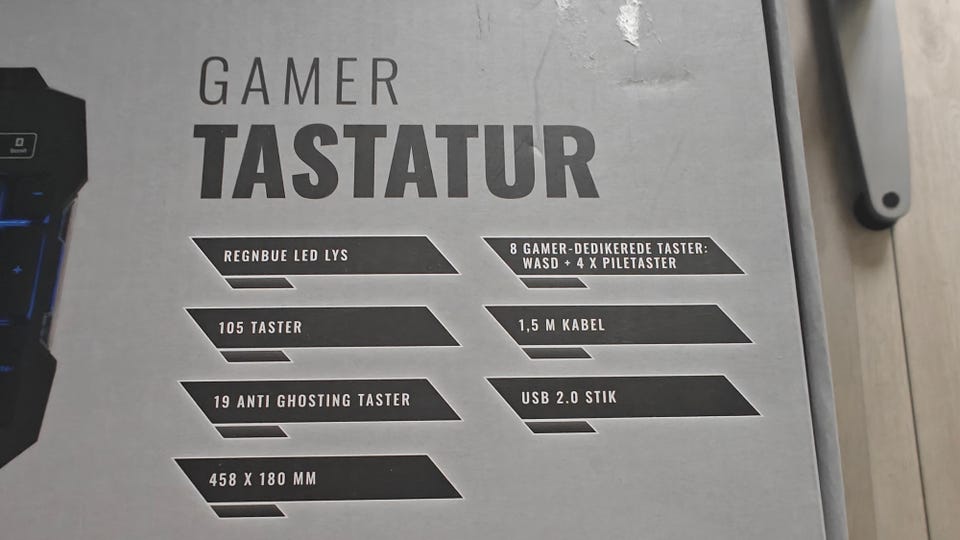 GAMER
TASTATUR
REGNBUE LED LYS
105 TASTER
19 ANTI GHOSTING TASTER
458 X 180 MM
8 GAMER-DEDIKEREDE TASTER:
WASD + 4 X PILETASTER
1,5 M KABEL
USB 2.0 STIK